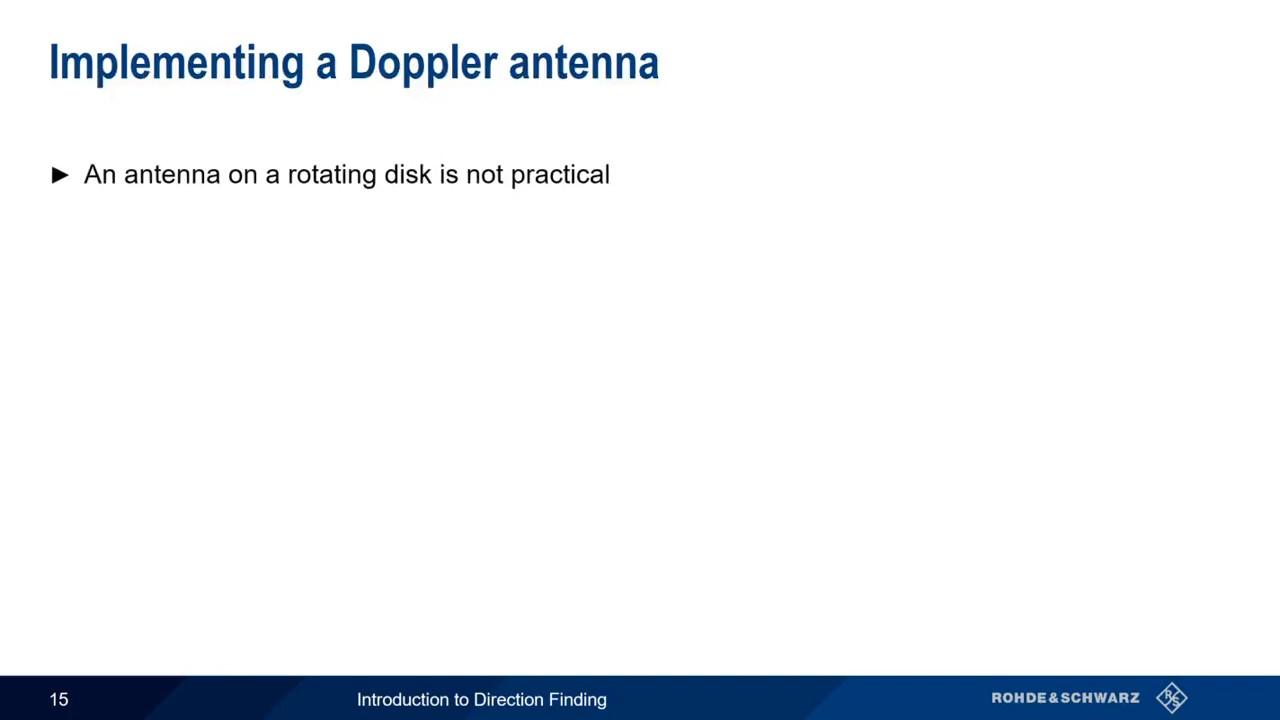 Implementing a Doppler antenna
► An antenna on a rotating disk is not practical
15
Introduction to Direction Finding
ROHDE&SCHWARZ
R&S